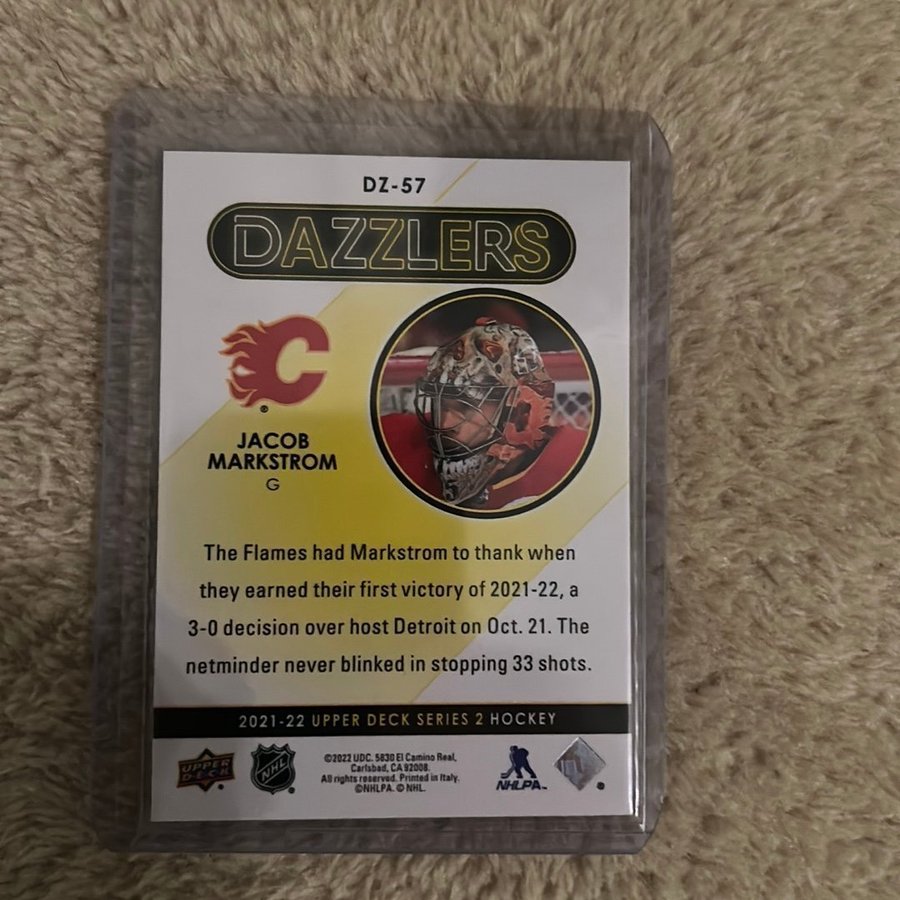 DZ-57
DAZZLERS
C
®
JACOB
MARKSTROM
G
The Flames had Markstrom to thank when
they earned their first victory of 2021-22, a
3-0 decision over host Detroit on Oct. 21. The
netminder never blinked in stopping 33 shots.
2021-22 UPPER DECK SERIES 2 HOCKEY
UPPER
DECK
NHL
©2022 UDC. 5830 El Camino Real,
Carlsbad, CA 92008.
All rights reserved. Printed in Italy.
©NHLPA. © NHL.
NHLPA